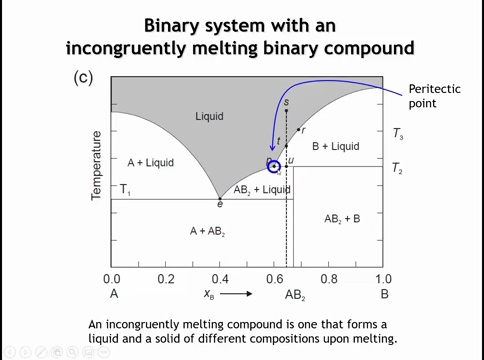 Binary system with an
incongruently melting binary compound
(c)
Peritectic
point
s
Liquid
r
t
T3
A + Liquid
B + Liquid
p
u
T2
T1
AB2 + Liquid
e
AB2 + B
A + AB2
Temperature
0.0 0.2 0.4 0.6 0.8 1.0
A xB AB2 B
An incongruently melting compound is one that forms a
liquid and a solid of different compositions upon melting.